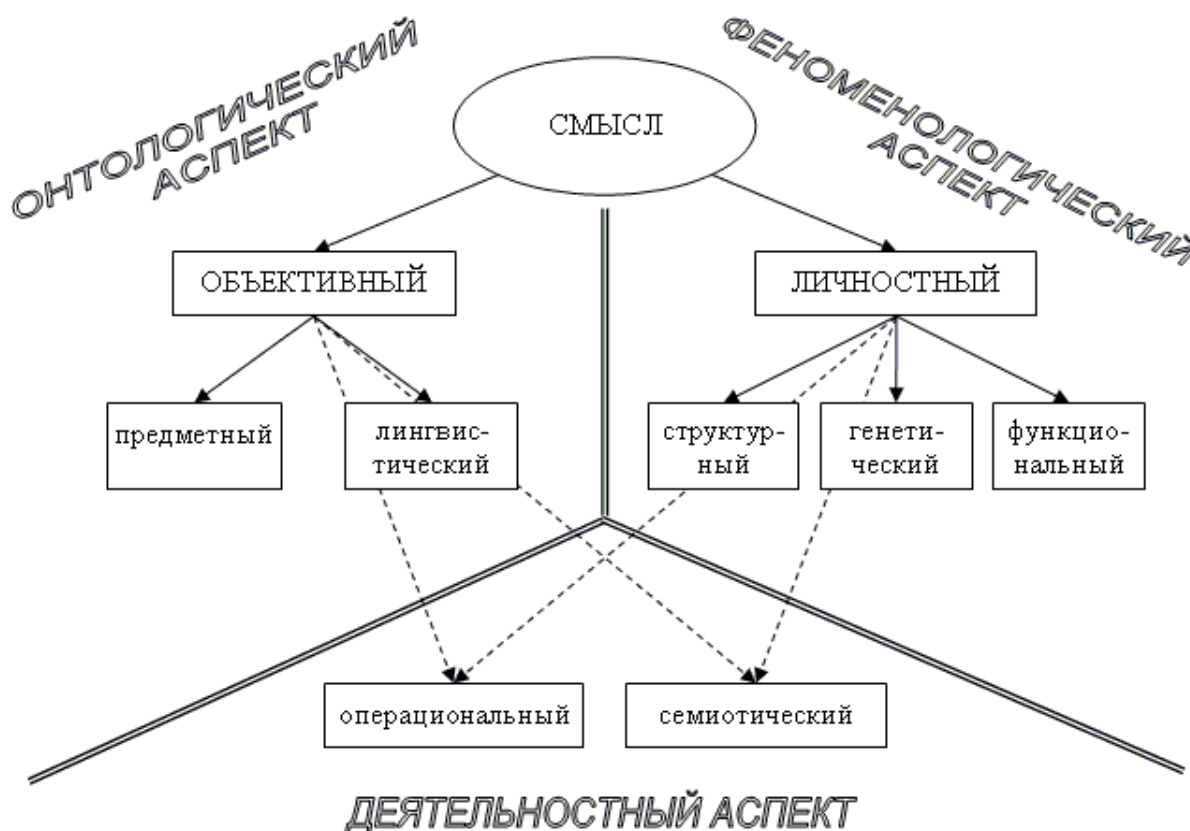 ОНТОЛОГИЧЕСКИЙ
АСПЕКТ
ФЕНОМЕНОЛОГИЧЕСКИЙ
АСПЕКТ
СМЫСЛ
ОБЪЕКТИВНЫЙ
ЛИЧНОСТНЫЙ
предметный
лингвис-
тический
структур-
ный
генети-
ческий
функцио-
нальный
операциональный
семиотический
ДЕЯТЕЛЬНОСТНЫЙ АСПЕКТ